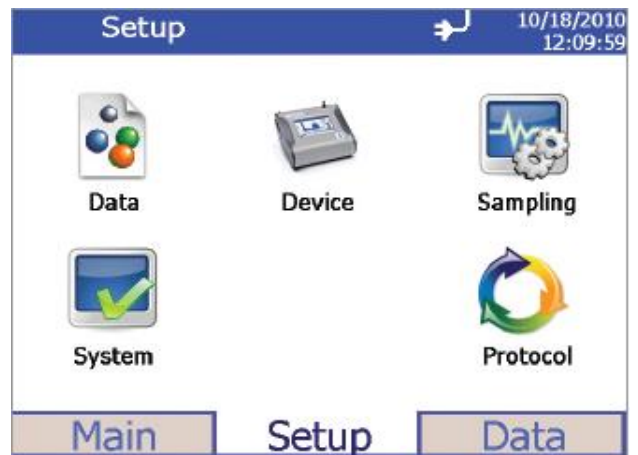 Setup
10/18/2010
12:09:59
Data
Device
Sampling
System
Protocol
Main
Setup
Data